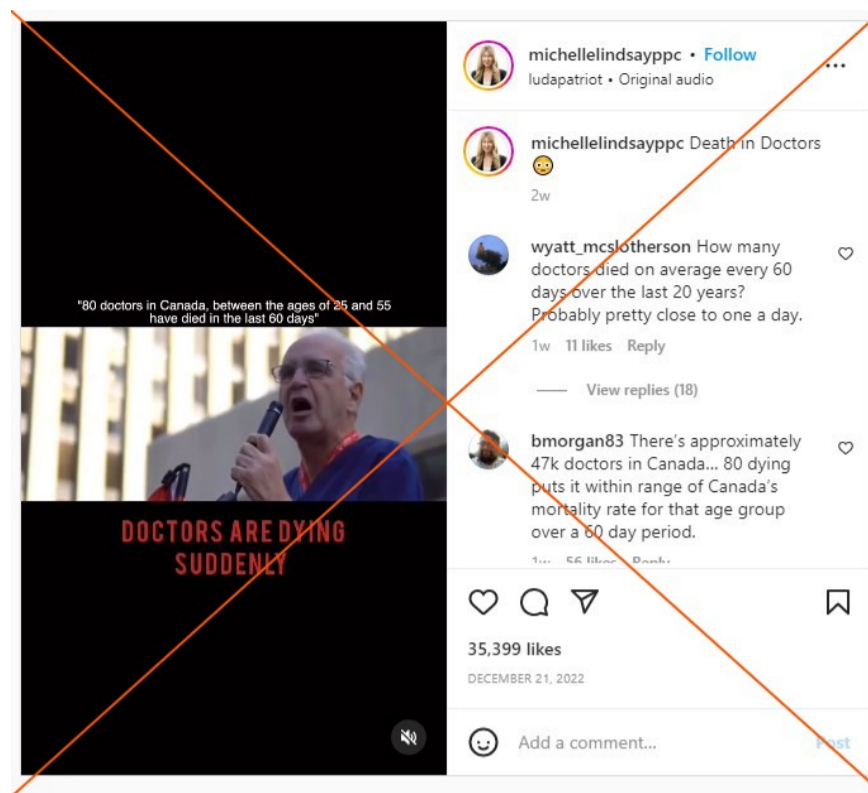 michellelindsayppc • Follow
ludapatriot • Original audio
michellelindsayppc Death in Doctors
😳
2w
"80 doctors in Canada, between the ages of 25 and 55
have died in the last 60 days"
DOCTORS ARE DYING
SUDDENLY
wyatt_mcslotherson How many
doctors died on average every 60
days over the last 20 years?
Probably pretty close to one a day.
1w 11 likes Reply
View replies (18)
bmorgan83 There's approximately
47k doctors in Canada... 80 dying
puts it within range of Canada's
mortality rate for that age group
over a 60 day period.
1w 56 likes Reply
35,399 likes
DECEMBER 21, 2022
Add a comment...
Post